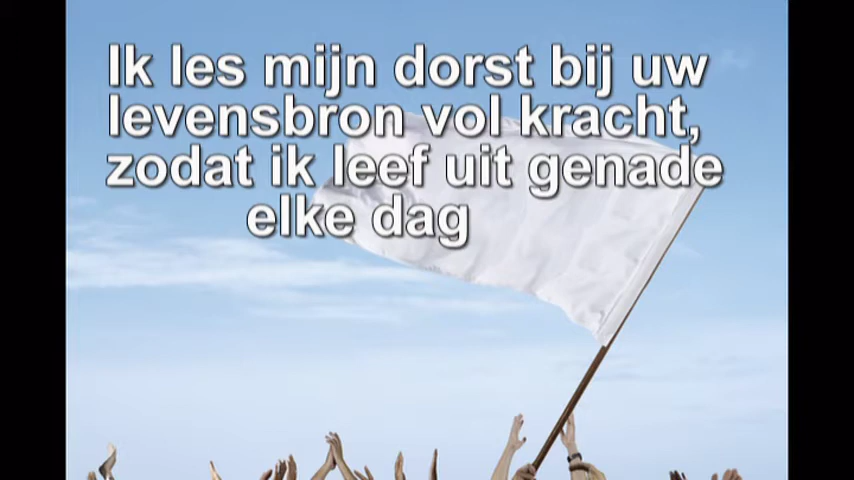 Ik les mijn dorst bij uw
levensbron vol kracht,
zodat ik leef uit genade
elke dag